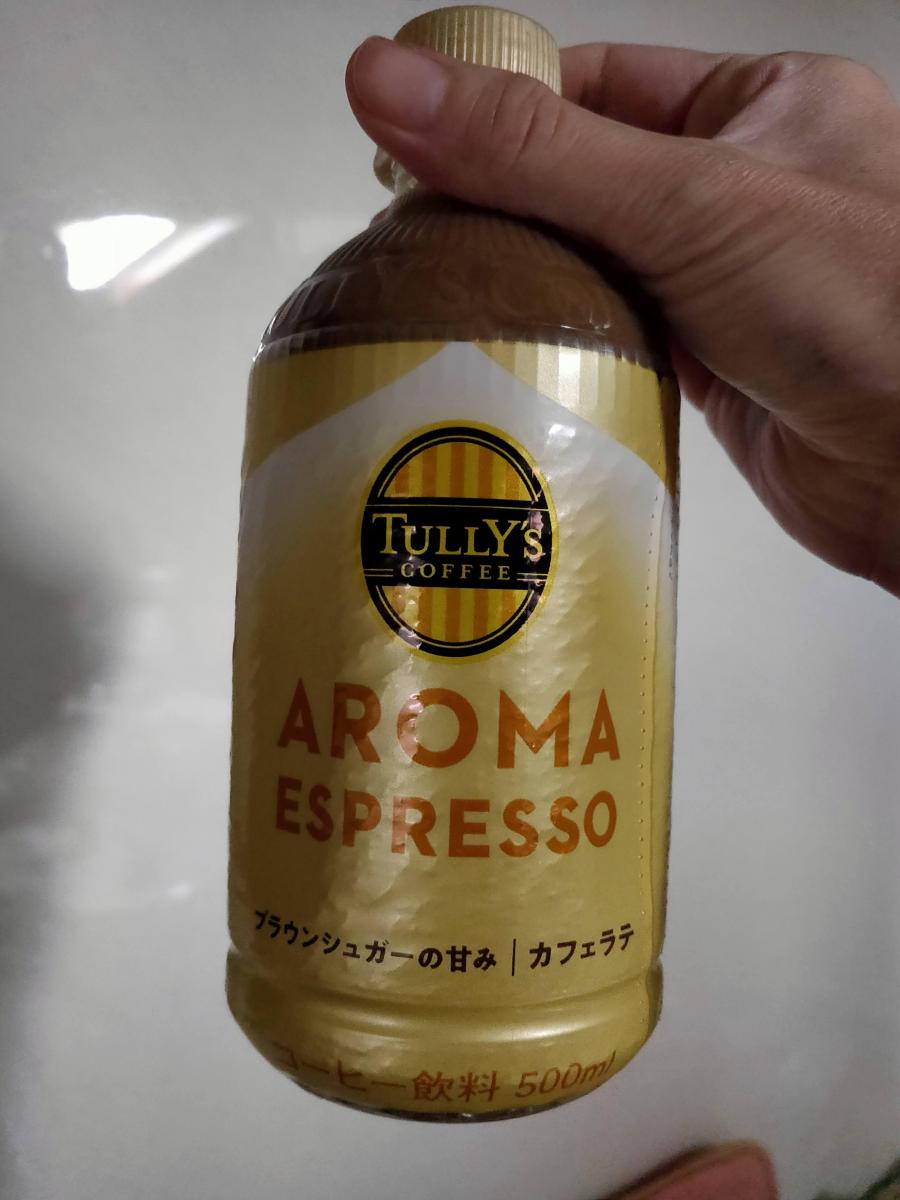 TULLY'S
COFFEE
AROMA
ESPRESSO
ブラウンシュガーの甘み | カフェラテ
コーヒー飲料 500ml